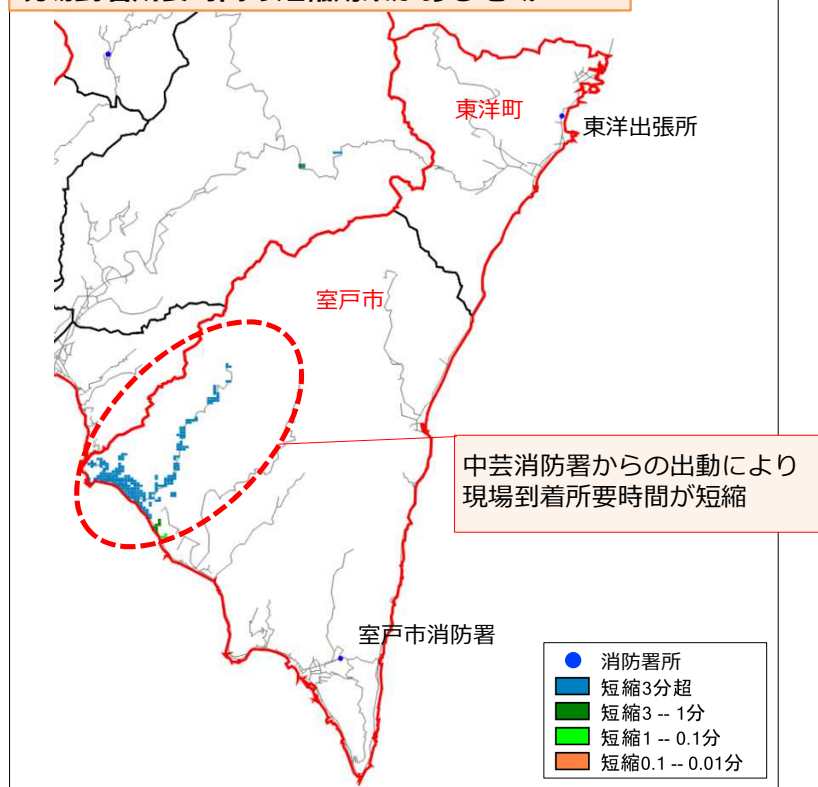 東洋町
東洋出張所
室戸市
中芸消防署からの出動により
現場到着所要時間が短縮
室戸市消防署
消防署所
短縮3分超
短縮3 -- 1分
短縮1 -- 0.1分
短縮0.1 -- 0.01分